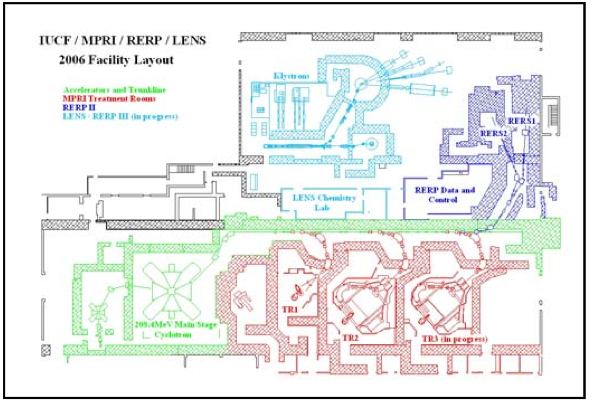 IUCF / MPRI / RERP / LENS
2006 Facility Layout
Accelerators and Trunkline
MPRI Treatment Rooms
RERP II
LENS / RERP III (in progress)
Klystrons
RERS1
RERS2
LENS Chemistry
Lab
RERP Data and
Control
TR1
208.4MeV Main Stage
Cyclotron
TR2
TR3 (in progress)